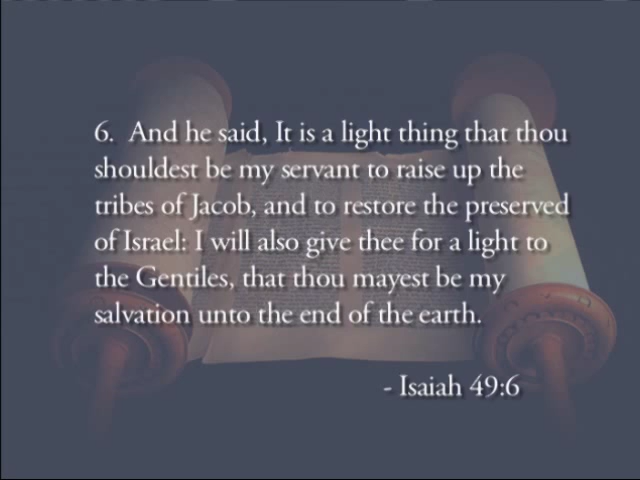 6. And he said, It is a light thing that thou
shouldest be my servant to raise up the
tribes of Jacob, and to restore the preserved
of Israel: I will also give thee for a light to
the Gentiles, that thou mayest be my
salvation unto the end of the earth.
- Isaiah 49:6